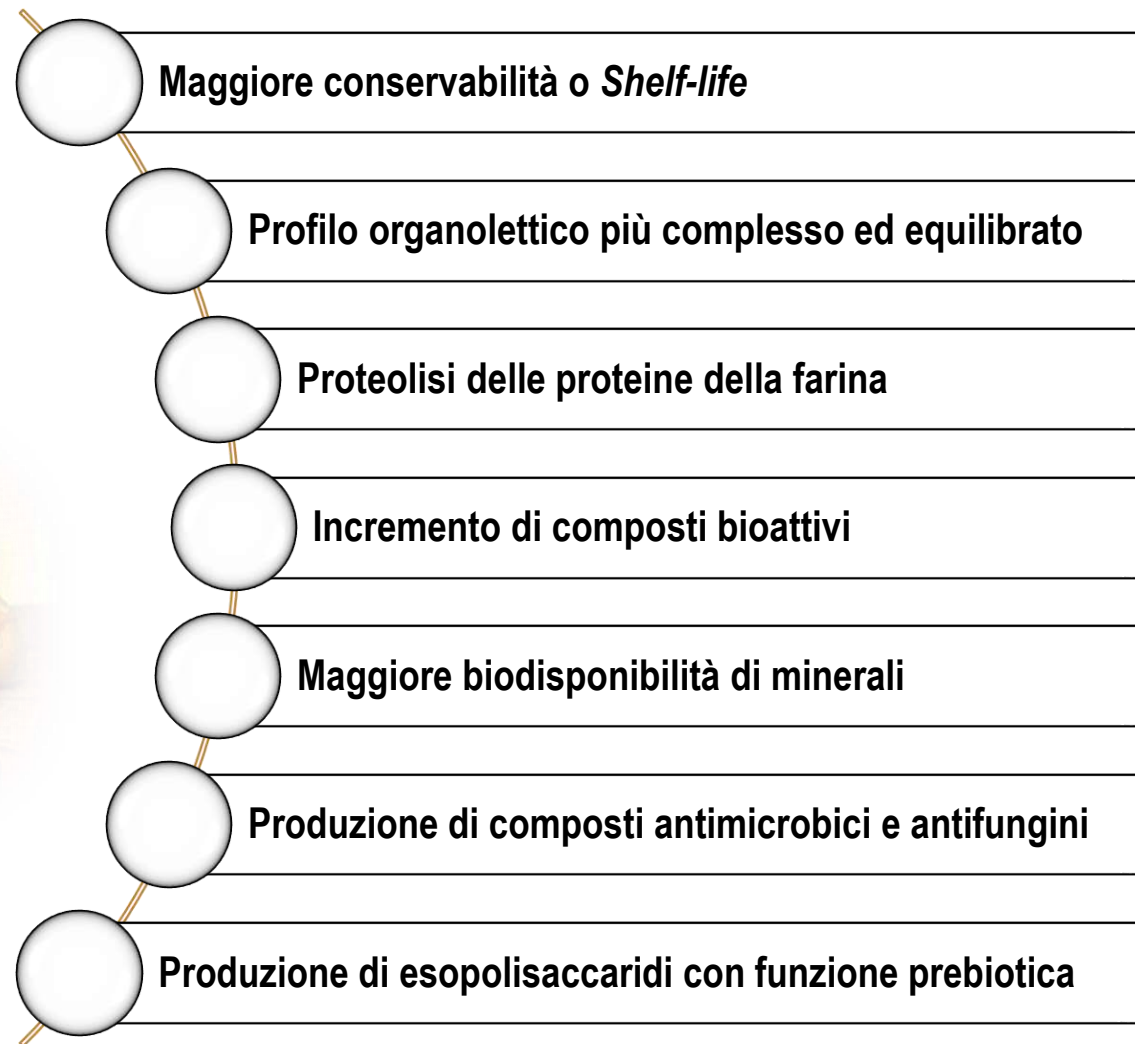 Maggiore conservabilità o Shelf-life
Profilo organolettico più complesso ed equilibrato
Proteolisi delle proteine della farina
Incremento di composti bioattivi
Maggiore biodisponibilità di minerali
Produzione di composti antimicrobici e antifungini
Produzione di esopolisaccaridi con funzione prebiotica